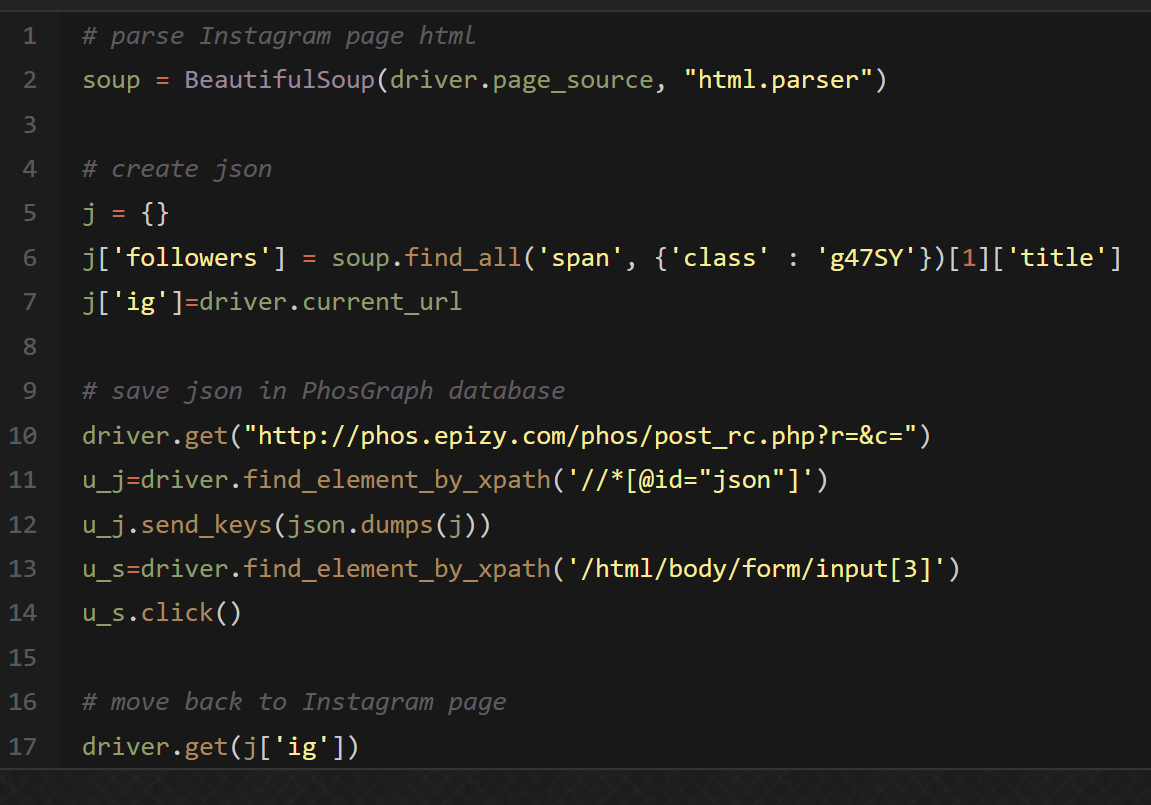 1 # parse Instagram page html
2 soup = BeautifulSoup(driver.page_source, "html.parser")
3
4 # create json
5 j = {}
6 j['followers'] = soup.find_all('span', {'class' : 'g47SY'})[1]['title']
7 j['ig']=driver.current_url
8
9 # save json in PhosGraph database
10 driver.get("http://phos.epizy.com/phos/post_rc.php?r=&c=")
11 u_j=driver.find_element_by_xpath('//*[@id="json"]')
12 u_j.send_keys(json.dumps(j))
13 u_s=driver.find_element_by_xpath('/html/body/form/input[3]')
14 u_s.click()
15
16 # move back to Instagram page
17 driver.get(j['ig'])